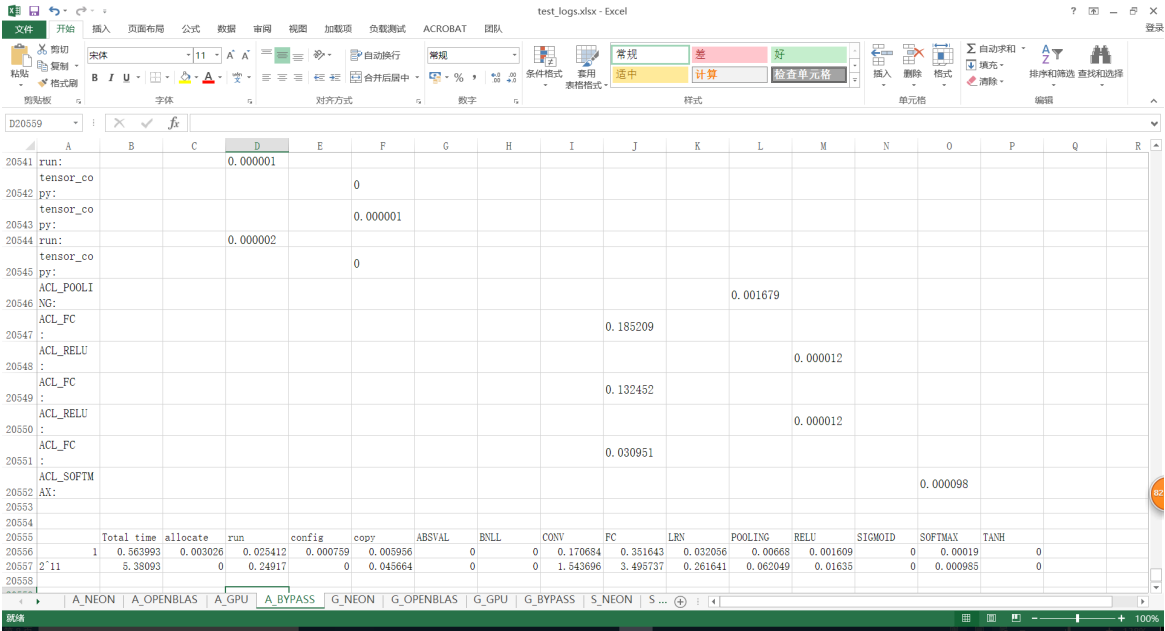 test_logs.xlsx - Excel
文件 开始 插入 页面布局 公式 数据 审阅 视图 加载项 负载测试 ACROBAT 团队 登录
粘贴 剪切 复制 格式刷 剪贴板
宋体 11 B I U A 字体
自动换行 合并后居中 对齐方式
常规 % 数字
条件格式 套用表格格式
常规 差 好
适中 计算 检查单元格
样式
插入 删除 格式 单元格
Σ 自动求和 填充 清除 排序和筛选 查找和选择 编辑
D20559 fx
A B C D E F G H I J K L M N O P Q R
20541 run: 0.000001
20542 tensor_copy: 0
20543 tensor_copy: 0.000001
20544 run: 0.000002
20545 tensor_copy: 0
20546 ACL_POOLING: 0.001679
20547 ACL_FC : 0.185209
20548 ACL_RELU : 0.000012
20549 ACL_FC : 0.132452
20550 ACL_RELU : 0.000012
20551 ACL_FC : 0.030951
20552 ACL_SOFTMAX: 0.000098
20553
20554
20555 Total time allocate run config copy ABSVAL BNLL CONV FC LRN POOLING RELU SIGMOID SOFTMAX TANH
20556 1 0.563993 0.003026 0.025412 0.000759 0.005956 0 0 0.170684 0.351643 0.032056 0.00668 0.001609 0 0.00019 0
20557 2~11 5.38093 0 0.24917 0 0.045664 0 0 1.543696 3.495737 0.261641 0.062049 0.01635 0 0.000985 0
20558
A_NEON A_OPENBLAS A_GPU A_BYPASS G_NEON G_OPENBLAS G_GPU G_BYPASS S_NEON S ...
就绪 100%
82